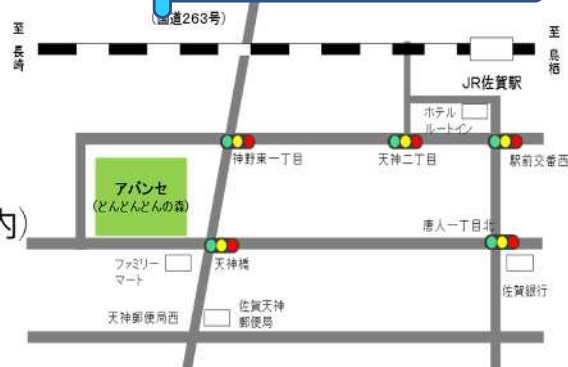 (国道263号)
至
長
崎
至
鳥
栖
JR佐賀駅
ホテル
ルートイン
神野東一丁目
天神二丁目
駅前交番西
アバンセ
(どんどんどんの森)
内)
唐人一丁目北
ファミリー
マート
天神橋
佐賀銀行
天神郵便局西
佐賀天神
郵便局